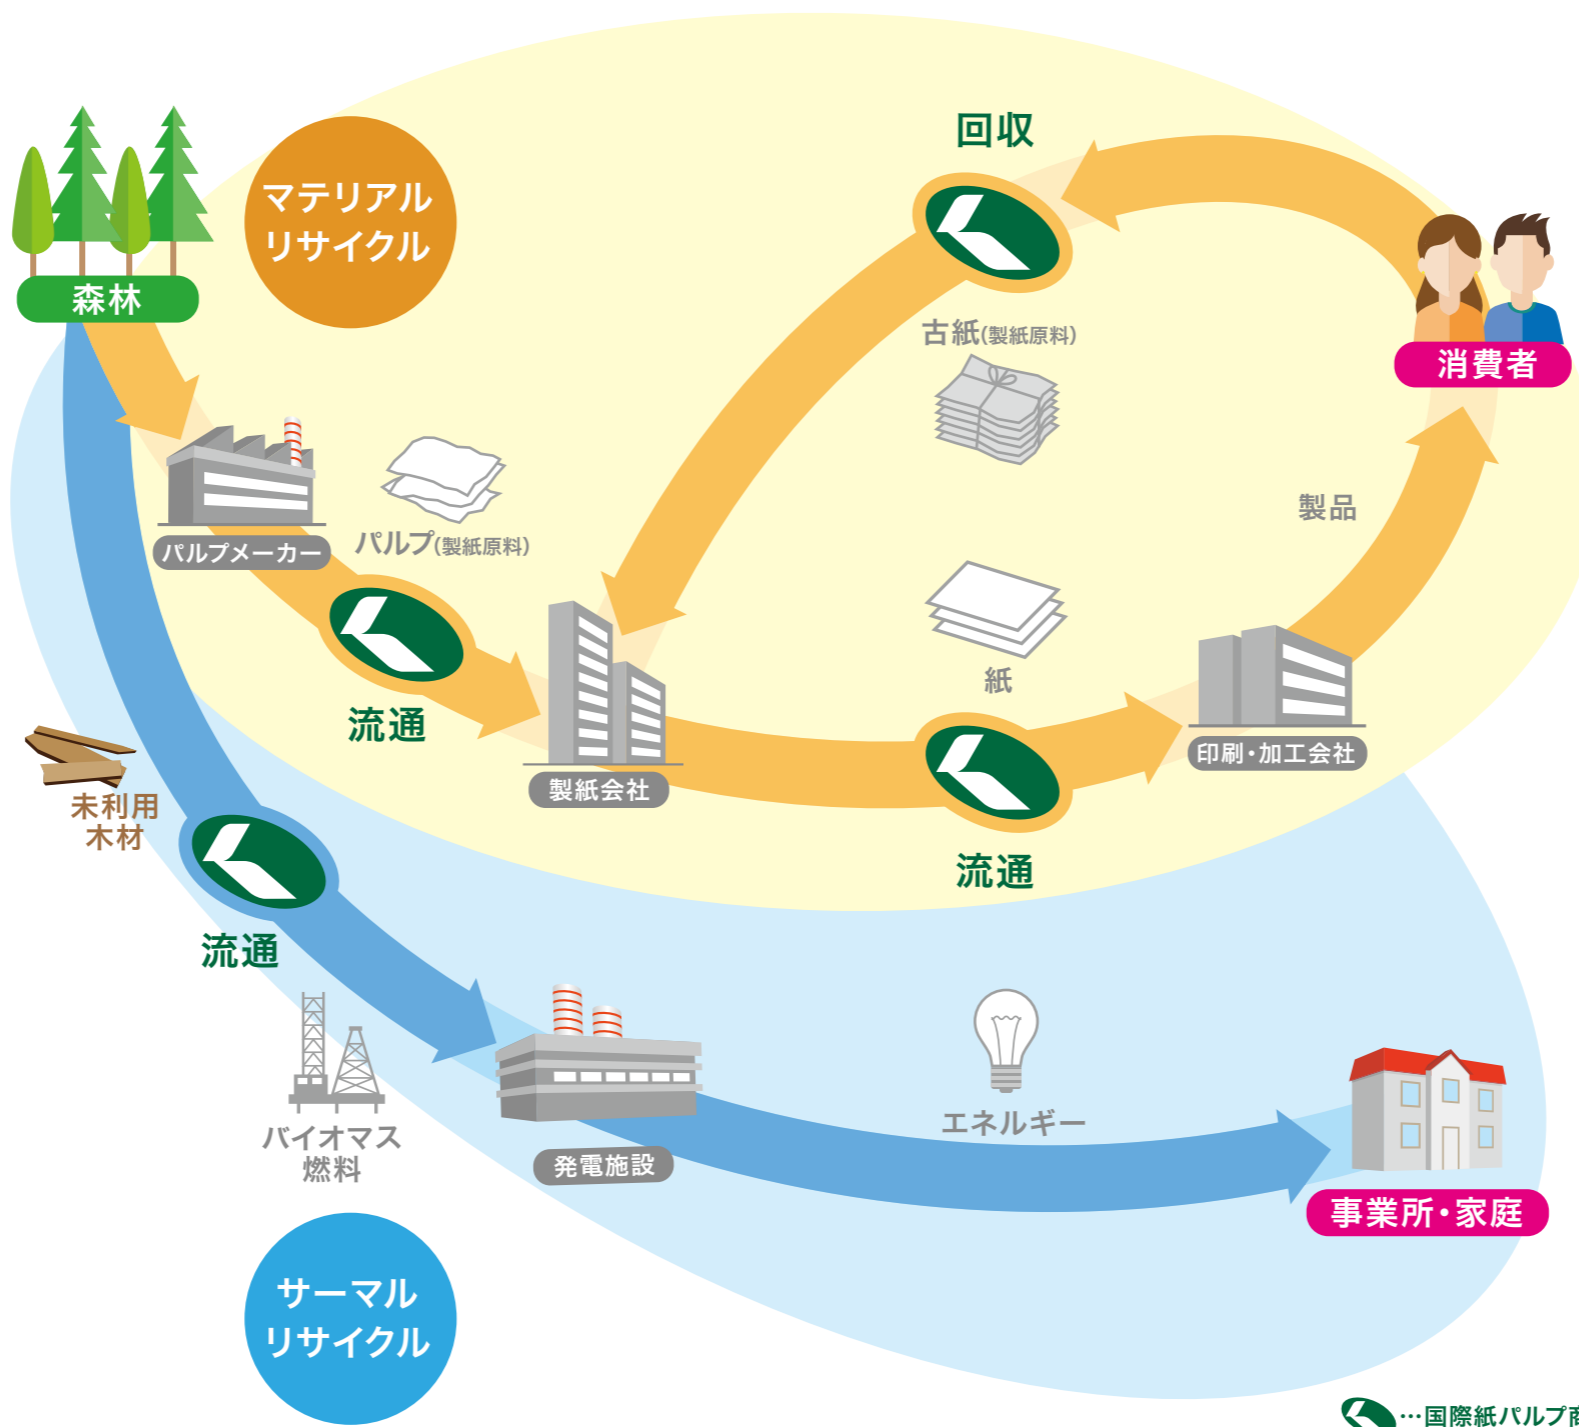 マテリアル
リサイクル
森林
回収
古紙(製紙原料)
消費者
パルプメーカー
パルプ(製紙原料)
製品
流通
製紙会社
紙
印刷・加工会社
流通
未利用
木材
流通
バイオマス
燃料
発電施設
エネルギー
事業所・家庭
サーマル
リサイクル
…国際紙パルプ商